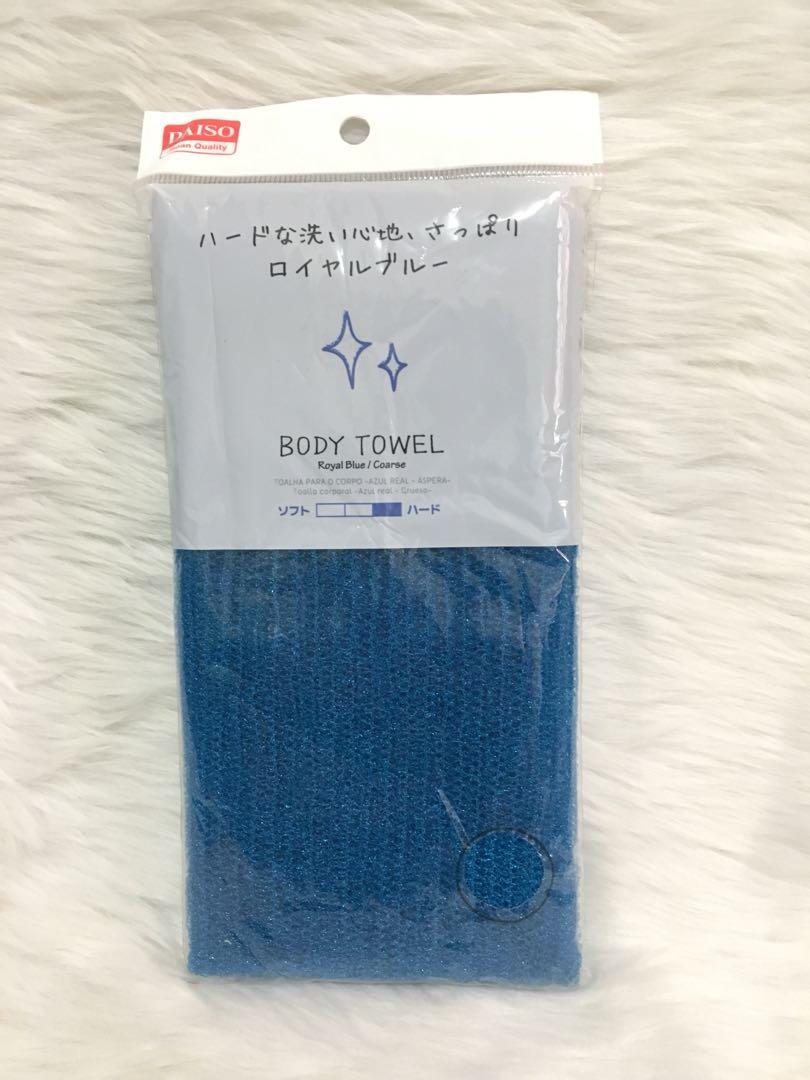 DAISO
Japan Quality
ハードな洗い心地、さっぱり
ロイヤルブルー
BODY TOWEL
Royal Blue / Coarse
TOALHA PARA O CORPO -AZUL REAL - ÁSPERA-
Toalla corporal -Azul real - Gruesa-
ソフト ハード